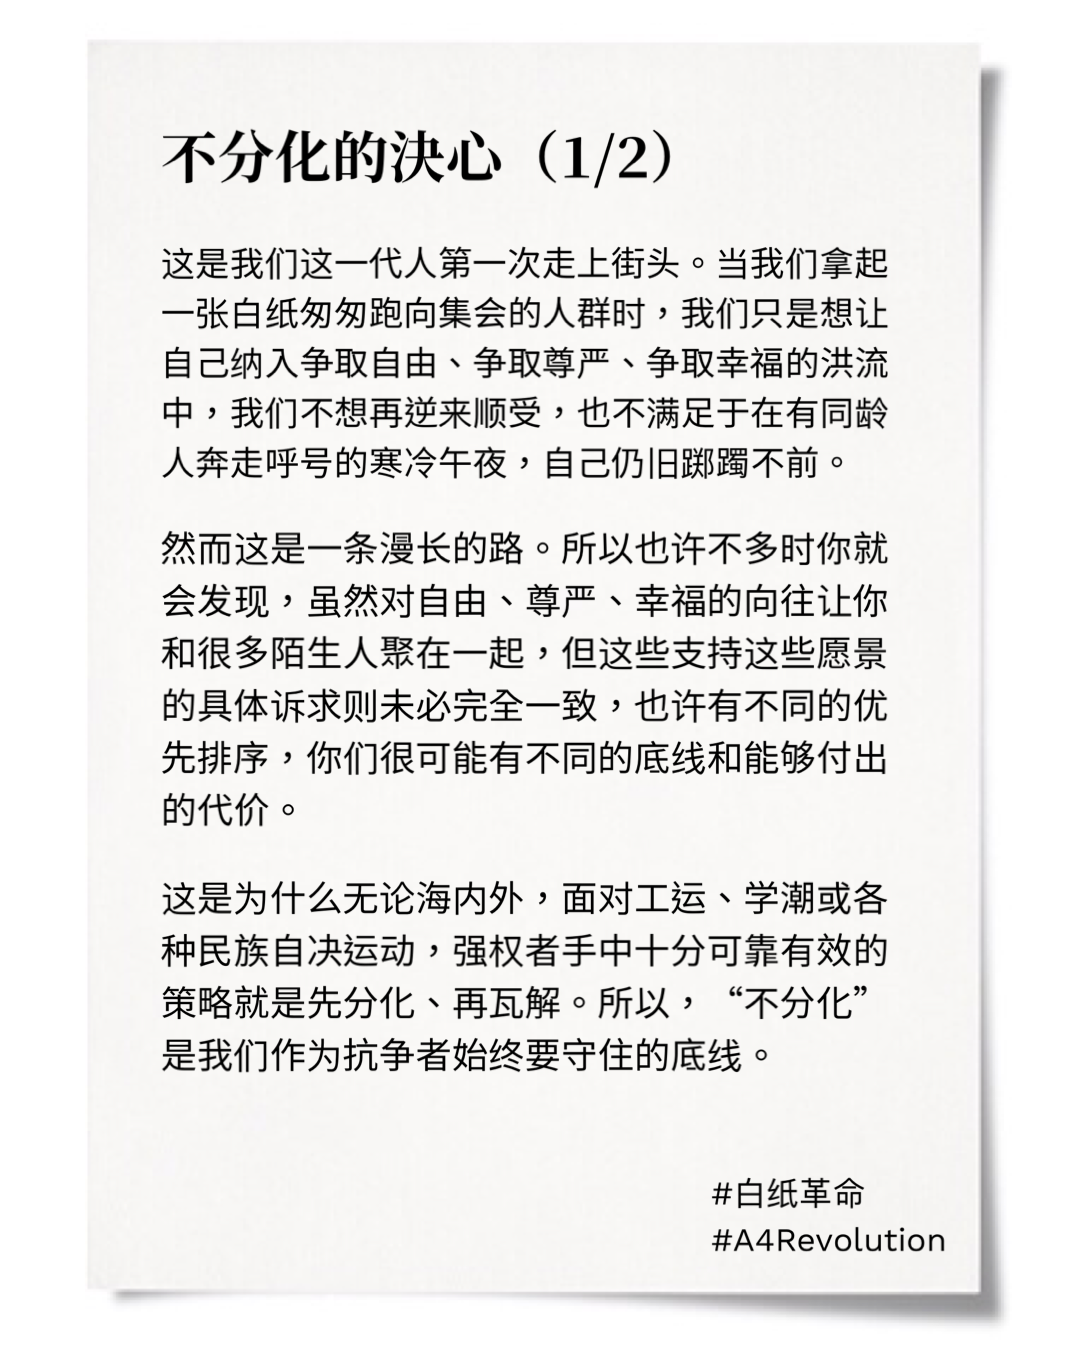 不分化的決心（1/2）
这是我们这一代人第一次走上街头。当我们拿起
一张白纸匆匆跑向集会的人群时，我们只是想让
自己纳入争取自由、争取尊严、争取幸福的洪流
中，我们不想再逆来顺受，也不满足于在有同龄
人奔走呼号的寒冷午夜，自己仍旧踯躅不前。
然而这是一条漫长的路。所以也许不多时你就
会发现，虽然对自由、尊严、幸福的向往让你
和很多陌生人聚在一起，但这些支持这些愿景
的具体诉求则未必完全一致，也许有不同的优
先排序，你们很可能有不同的底线和能够付出
的代价。
这是为什么无论海内外，面对工运、学潮或各
种民族自决运动，强权者手中十分可靠有效的
策略就是先分化、再瓦解。所以，“不分化”
是我们作为抗争者始终要守住的底线。
#白纸革命
#A4Revolution